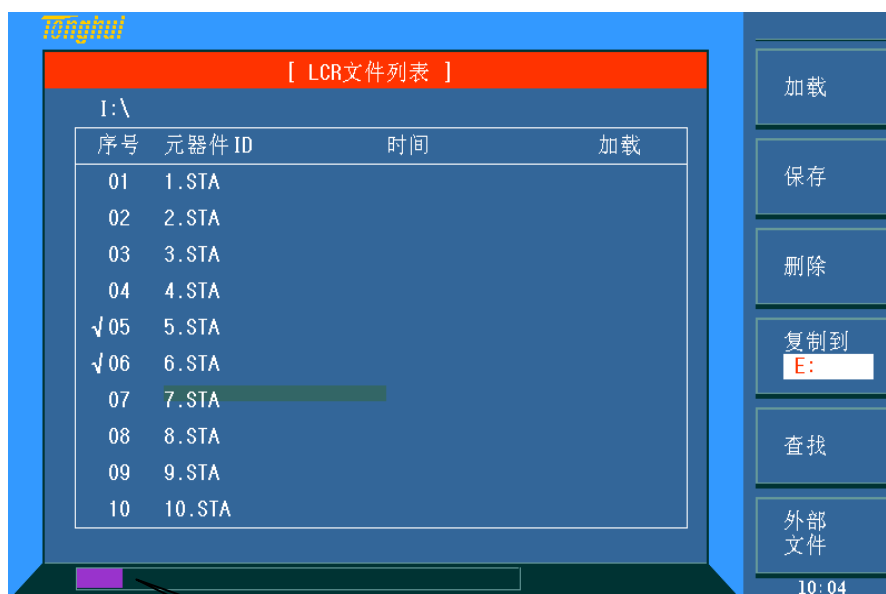 Tonghui
[ LCR文件列表 ]
I:\
序号 元器件ID 时间 加载
01 1.STA
02 2.STA
03 3.STA
04 4.STA
√05 5.STA
√06 6.STA
07 7.STA
08 8.STA
09 9.STA
10 10.STA
加载
保存
删除
复制到
E:
查找
外部
文件
10:04